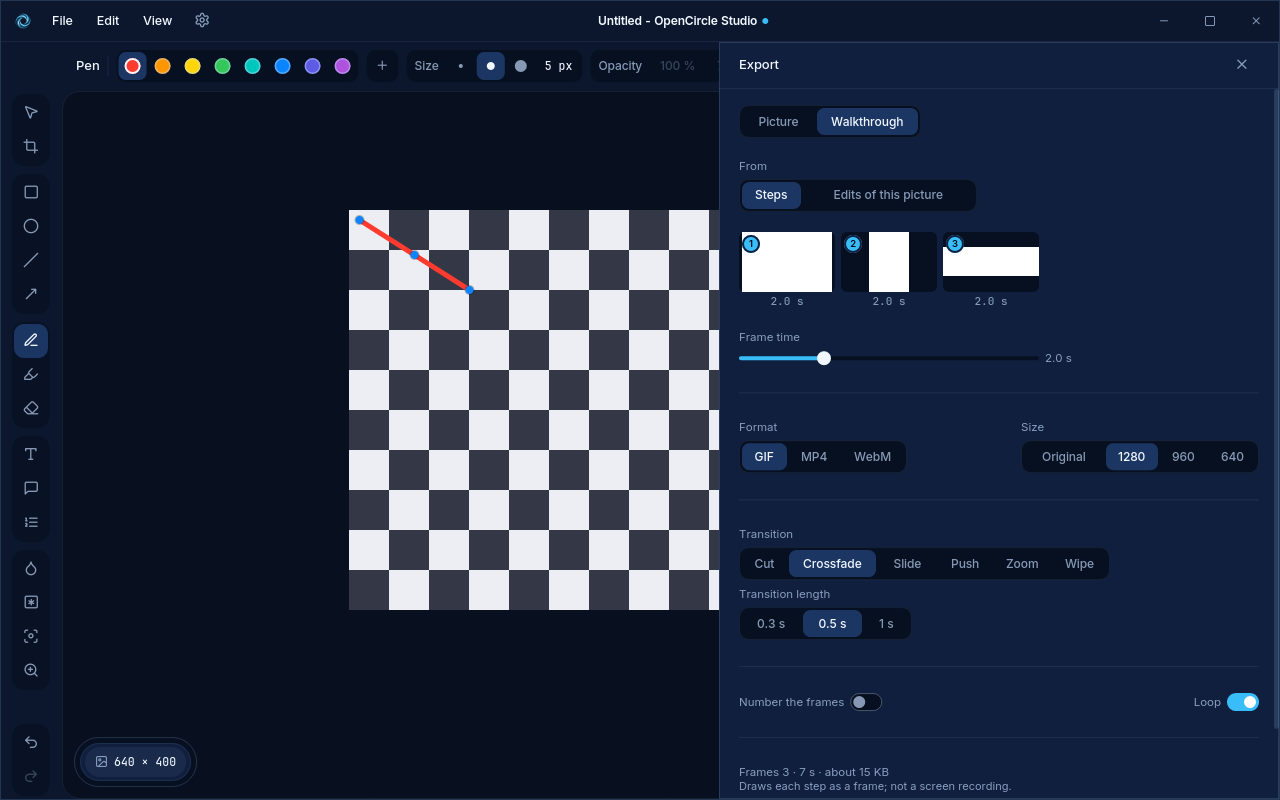 File Edit View
Untitled - OpenCircle Studio
Pen
Size
5 px
Opacity
100 %
Export
Picture
Walkthrough
From
Steps
Edits of this picture
1
2
3
2.0 s
2.0 s
2.0 s
Frame time
2.0 s
Format
Size
GIF MP4 WebM
Original 1280 960 640
Transition
Cut Crossfade Slide Push Zoom Wipe
Transition length
0.3 s 0.5 s 1 s
Number the frames
Loop
640 × 400
Frames 3 · 7 s · about 15 KB
Draws each step as a frame; not a screen recording.